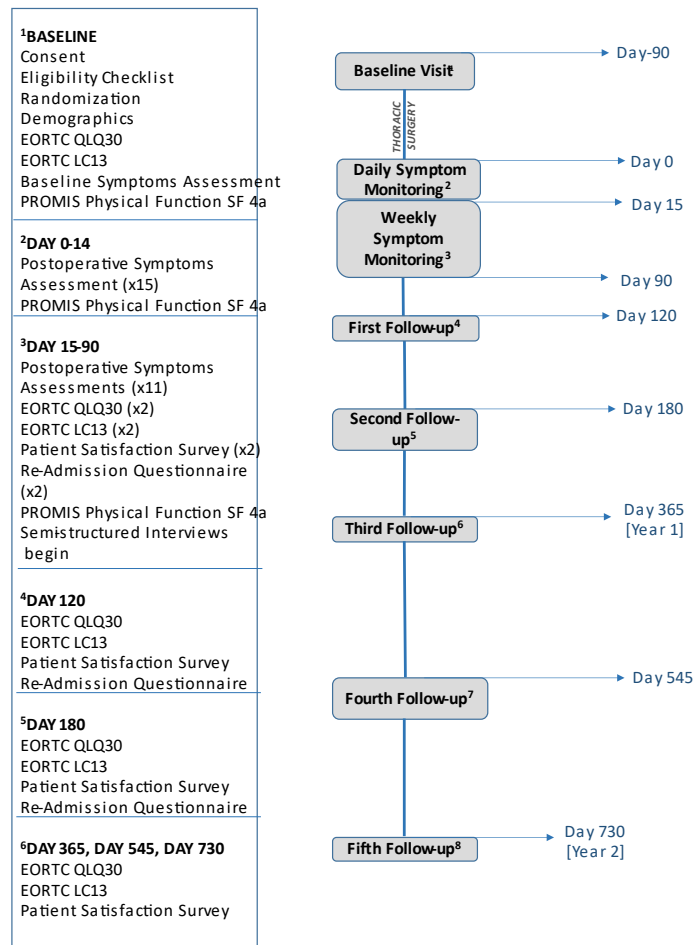 ¹BASELINE
Consent
Eligibility Checklist
Randomization
Demographics
EORTC QLQ30
EORTC LC13
Baseline Symptoms Assessment
PROMIS Physical Function SF 4a
²DAY 0-14
Postoperative Symptoms
Assessment (x15)
PROMIS Physical Function SF 4a
³DAY 15-90
Postoperative Symptoms
Assessments (x11)
EORTC QLQ30 (x2)
EORTC LC13 (x2)
Patient Satisfaction Survey (x2)
Re-Admission Questionnaire
(x2)
PROMIS Physical Function SF 4a
Semi-structured Interviews
begin
⁴DAY 120
EORTC QLQ30
EORTC LC13
Patient Satisfaction Survey
Re-Admission Questionnaire
⁵DAY 180
EORTC QLQ30
EORTC LC13
Patient Satisfaction Survey
Re-Admission Questionnaire
⁶DAY 365, DAY 545, DAY 730
EORTC QLQ30
EORTC LC13
Patient Satisfaction Survey
Baseline Visit¹
Day-90
THORACIC
SURGERY
Daily Symptom
Monitoring²
Day 0
Day 15
Weekly
Symptom
Monitoring³
Day 90
First Follow-up⁴
Day 120
Second Follow-
up⁵
Day 180
Third Follow-up⁶
Day 365
[Year 1]
Fourth Follow-up⁷
Day 545
Fifth Follow-up⁸
Day 730
[Year 2]